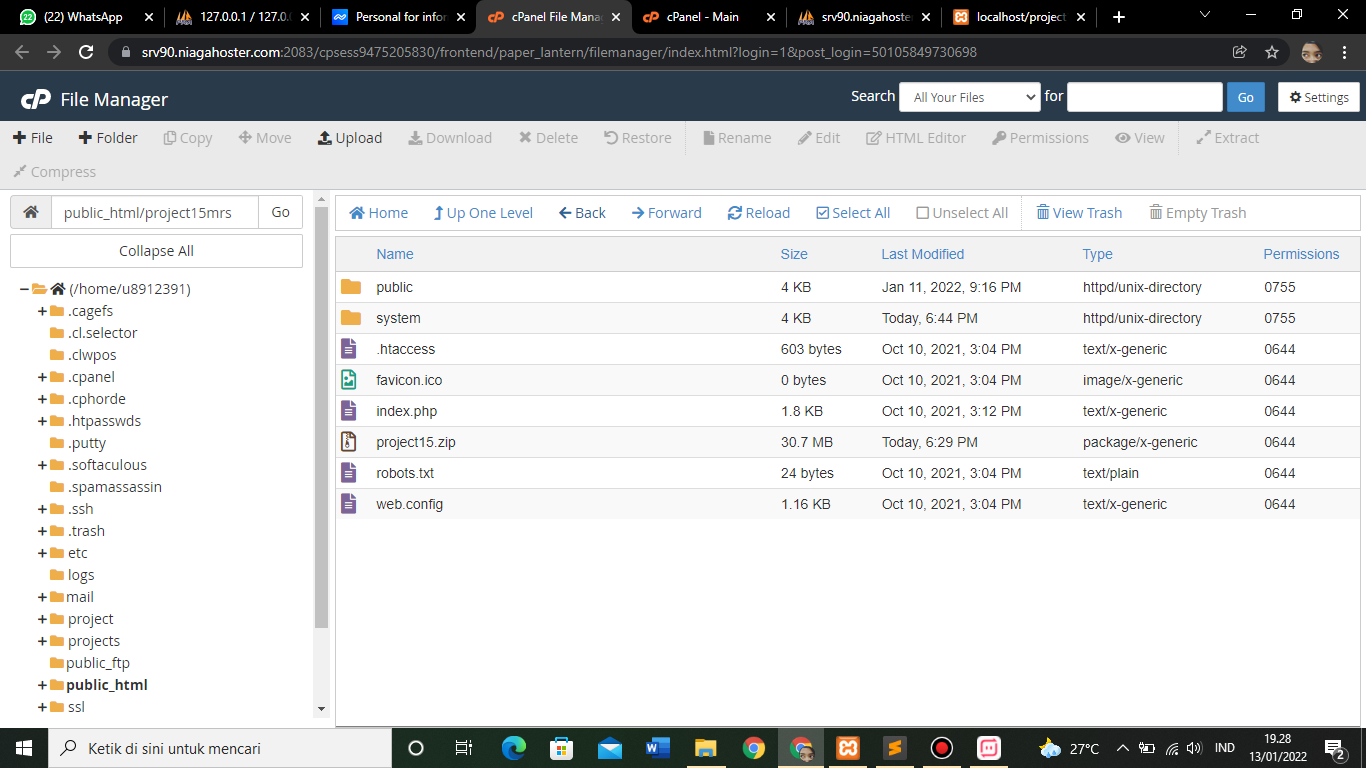 (22) WhatsApp
127.0.0.1 / 127.0.
Personal for infor
cPanel File Mana
cPanel - Main
srv90.niagahoster
localhost/project
srv90.niagahoster.com:2083/cpsess9475205830/frontend/paper_lantern/filemanager/index.html?login=1&post_login=50105849730698
cP File Manager
Search All Your Files for Go Settings
File Folder Copy Move Upload Download Delete Restore Rename Edit HTML Editor Permissions View Extract
Compress
public_html/project15mrs Go
Collapse All
(/home/u8912391)
.cagefs
.cl.selector
.clwpos
.cpanel
.cphorde
.htpasswds
.putty
.softaculous
.spamassassin
.ssh
.trash
etc
logs
mail
project
projects
public_ftp
public_html
ssl
Home Up One Level Back Forward Reload Select All Unselect All View Trash Empty Trash
Name Size Last Modified Type Permissions
public 4 KB Jan 11, 2022, 9:16 PM httpd/unix-directory 0755
system 4 KB Today, 6:44 PM httpd/unix-directory 0755
.htaccess 603 bytes Oct 10, 2021, 3:04 PM text/x-generic 0644
favicon.ico 0 bytes Oct 10, 2021, 3:04 PM image/x-generic 0644
index.php 1.8 KB Oct 10, 2021, 3:12 PM text/x-generic 0644
project15.zip 30.7 MB Today, 6:29 PM package/x-generic 0644
robots.txt 24 bytes Oct 10, 2021, 3:04 PM text/plain 0644
web.config 1.16 KB Oct 10, 2021, 3:04 PM text/x-generic 0644
Ketik di sini untuk mencari
27°C
IND
19.28
13/01/2022
2